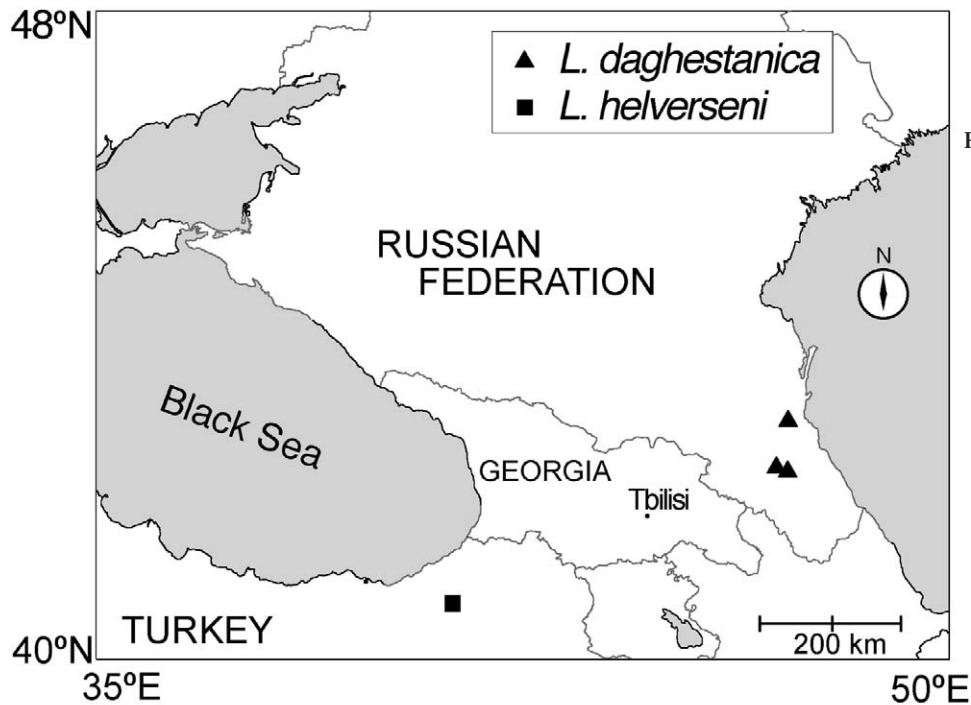 48ºN
L. daghestanica
L. helverseni
RUSSIAN
FEDERATION
N
Black Sea
GEORGIA
Tbilisi
TURKEY
200 km
40ºN
35ºE
50ºE